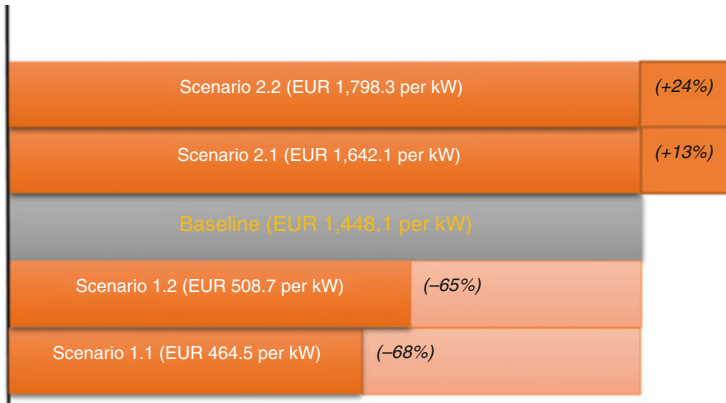 Scenario 2.2 (EUR 1,798.3 per kW) (+24%)
Scenario 2.1 (EUR 1,642.1 per kW) (+13%)
Baseline (EUR 1,448.1 per kW)
Scenario 1.2 (EUR 508.7 per kW) (–65%)
Scenario 1.1 (EUR 464.5 per kW) (–68%)